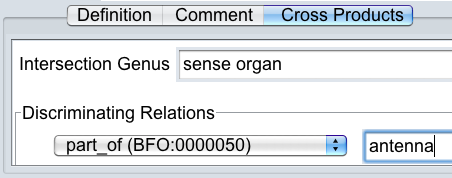 Definition Comment Cross Products
Intersection Genus sense organ
Discriminating Relations
part_of (BFO:0000050) antenna